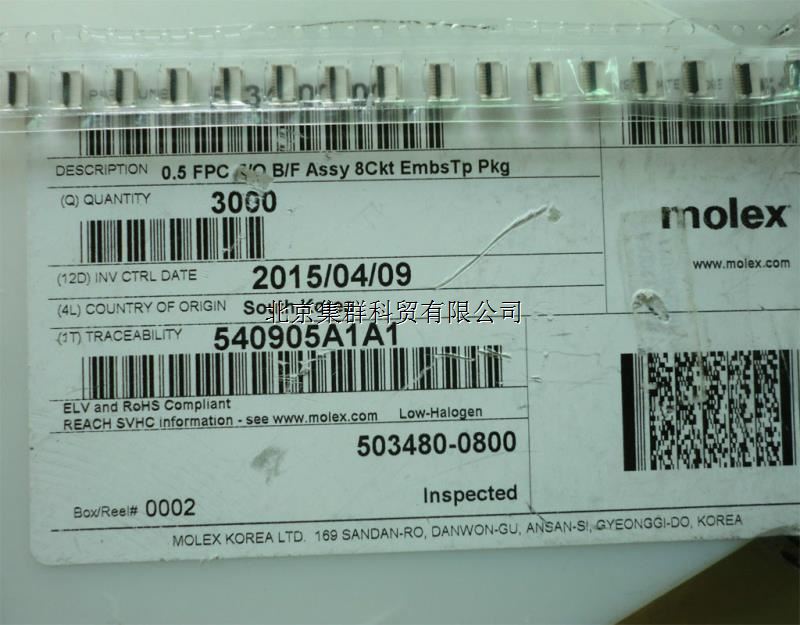 DESCRIPTION 0.5 FPC B/F Assy 8Ckt EmbsTp Pkg
(Q) QUANTITY 3000
molex
www.molex.com
(12D) INV CTRL DATE 2015/04/09
(4L) COUNTRY OF ORIGIN South Korea
北京集群科贸有限公司
(1T) TRACEABILITY 540905A1A1
ELV and RoHS Compliant
REACH SVHC information - see www.molex.com Low-Halogen
503480-0800
Inspected
Box/Reel# 0002
MOLEX KOREA LTD. 169 SANDAN-RO, DANWON-GU, ANSAN-SI, GYEONGGI-DO, KOREA